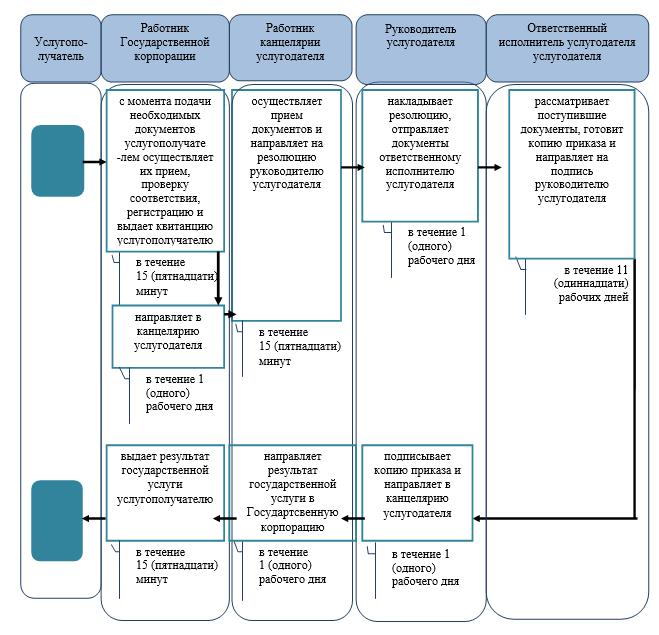 Услугопо-
лучатель
Работник
Государственной
корпорации
Работник
канцелярии
услугодателя
Руководитель
услугодателя
Ответственный
исполнитель услугодателя
услугодателя
с момента подачи
необходимых
документов
услугополучате
-лем осуществляет
их прием,
проверку
соответствия,
регистрацию и
выдает квитанцию
услугополучателю
в течение
15 (пятнадцати)
минут
направляет в
канцелярию
услугодателя
в течение 1
(одного)
рабочего дня
осуществляет
прием
документов и
направляет на
резолюцию
руководителю
услугодателя
в течение
15 (пятнадцати)
минут
накладывает
резолюцию,
отправляет
документы
ответственному
исполнителю
услугодателя
в течение 1
(одного)
рабочего дня
рассматривает
поступившие
документы, готовит
копию приказа и
направляет на
подпись
руководителю
услугодателя
в течение 11
(одиннадцати)
рабочих дней
выдает результат
государственной
услуги
услугополучателю
в течение
15 (пятнадцати)
минут
направляет
результат
государственной
услуги в
Государтсвенную
корпорацию
в течение
1 (одного)
рабочего дня
подписывает
копию приказа и
направляет в
канцелярию
услугодателя
в течение 1
(одного)
рабочего дня